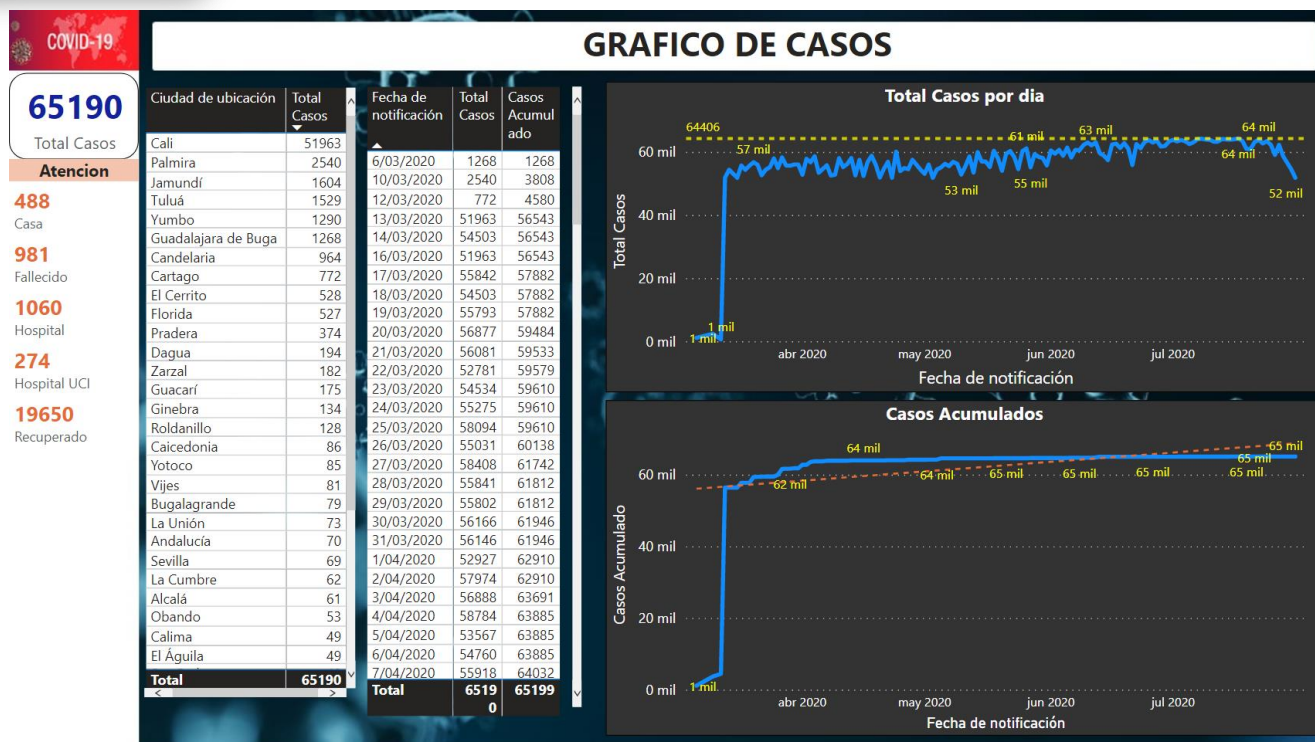 COVID-19
GRAFICO DE CASOS
65190
Total Casos
Atencion
488
Casa
981
Fallecido
1060
Hospital
274
Hospital UCI
19650
Recuperado
Ciudad de ubicación Total Casos
Cali 51963
Palmira 2540
Jamundí 1604
Tuluá 1529
Yumbo 1290
Guadalajara de Buga 1268
Candelaria 964
Cartago 772
El Cerrito 528
Florida 527
Pradera 374
Dagua 194
Zarzal 182
Guacarí 175
Ginebra 134
Roldanillo 128
Caicedonia 86
Yotoco 85
Vijes 81
Bugalagrande 79
La Unión 73
Andalucía 70
Sevilla 69
La Cumbre 62
Alcalá 61
Obando 53
Calima 49
El Águila 49
Total 65190
Fecha de notificación Total Casos Casos Acumulado
6/03/2020 1268 1268
10/03/2020 2540 3808
12/03/2020 772 4580
13/03/2020 51963 56543
14/03/2020 54503 56543
16/03/2020 51963 56543
17/03/2020 55842 57882
18/03/2020 54503 57882
19/03/2020 55793 57882
20/03/2020 56877 59484
21/03/2020 56081 59533
22/03/2020 52781 59579
23/03/2020 54534 59610
24/03/2020 55275 59610
25/03/2020 58094 59610
26/03/2020 55031 60138
27/03/2020 58408 61742
28/03/2020 55841 61812
29/03/2020 55802 61812
30/03/2020 56166 61946
31/03/2020 56146 61946
1/04/2020 52927 62910
2/04/2020 57974 62910
3/04/2020 56888 63691
4/04/2020 58784 63885
5/04/2020 53567 63885
6/04/2020 54760 63885
7/04/2020 55918 64032
Total 65190 65199
Total Casos por dia
64406
57 mil
61 mil
63 mil
64 mil
64 mil
53 mil
55 mil
52 mil
1 mil
1 mil
60 mil
40 mil
20 mil
0 mil
Total Casos
abr 2020 may 2020 jun 2020 jul 2020
Fecha de notificación
Casos Acumulados
64 mil
65 mil
65 mil
62 mil
64 mil
65 mil
65 mil
65 mil
65 mil
1 mil
60 mil
40 mil
20 mil
0 mil
Casos Acumulado
abr 2020 may 2020 jun 2020 jul 2020
Fecha de notificación